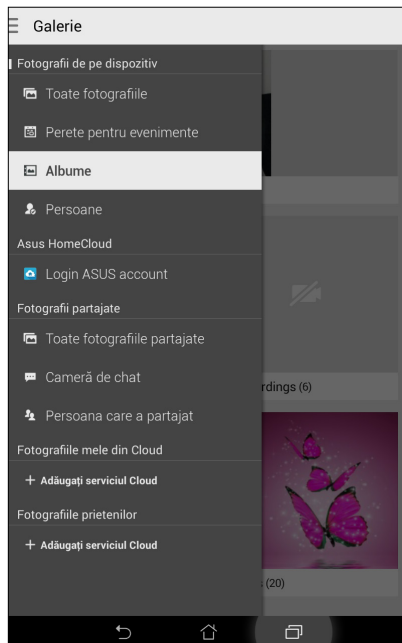 Galerie
Fotografii de pe dispozitiv
Toate fotografiile
Perete pentru evenimente
Albume
Persoane
Asus HomeCloud
Login ASUS account
Fotografii partajate
Toate fotografiile partajate
Cameră de chat
rdings (6)
Persoana care a partajat
Fotografiile mele din Cloud
+ Adăugați serviciul Cloud
Fotografiile prietenilor
+ Adăugați serviciul Cloud
(20)